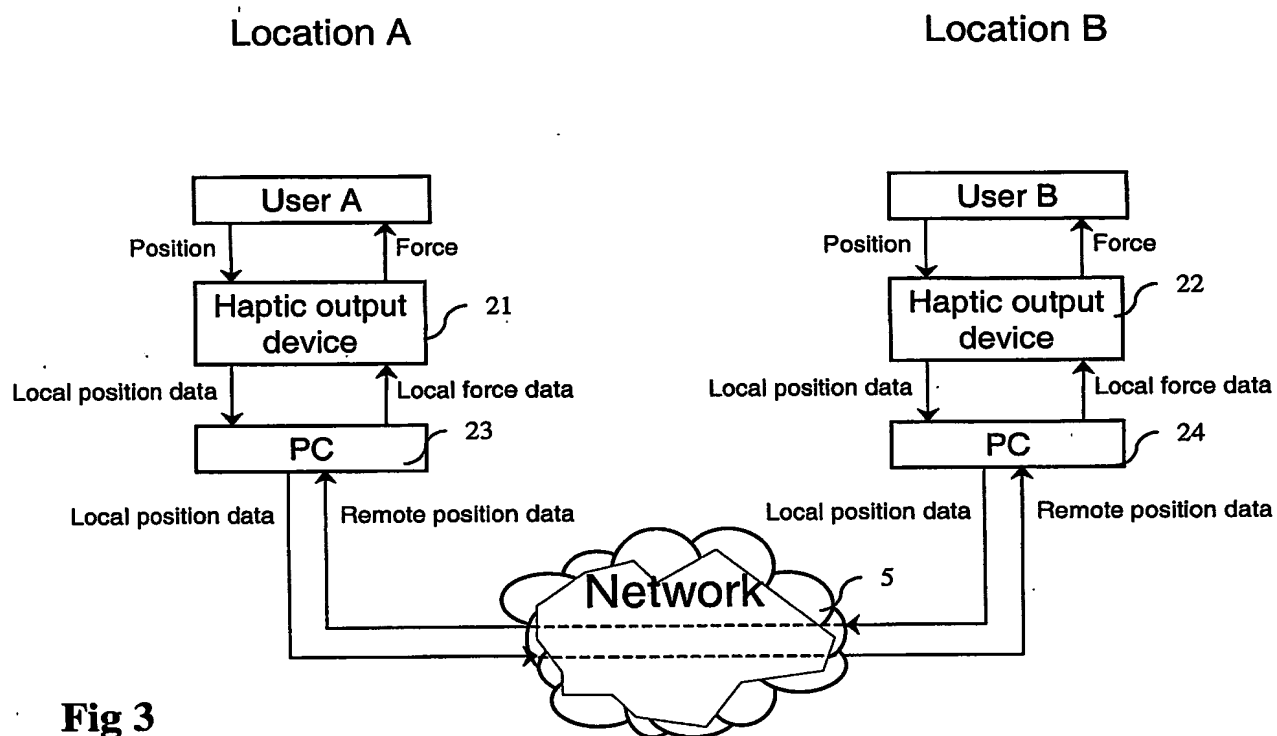 Location A
Location B
User A
User B
Position
Force
Position
Force
Haptic output
device
21
Haptic output
device
22
Local position data
Local force data
Local position data
Local force data
PC
23
PC
24
Local position data
Remote position data
Local position data
Remote position data
Network
5
Fig 3